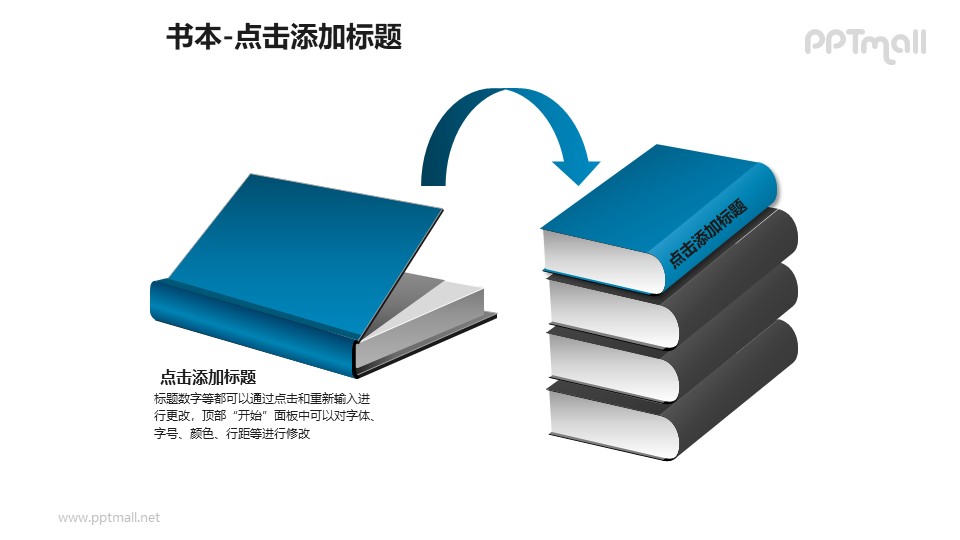 书本-点击添加标题
PPTmall
点击添加标题
点击添加标题
标题数字等都可以通过点击和重新输入进
行更改，顶部“开始”面板中可以对字体、
字号、颜色、行距等进行修改
www.pptmall.net